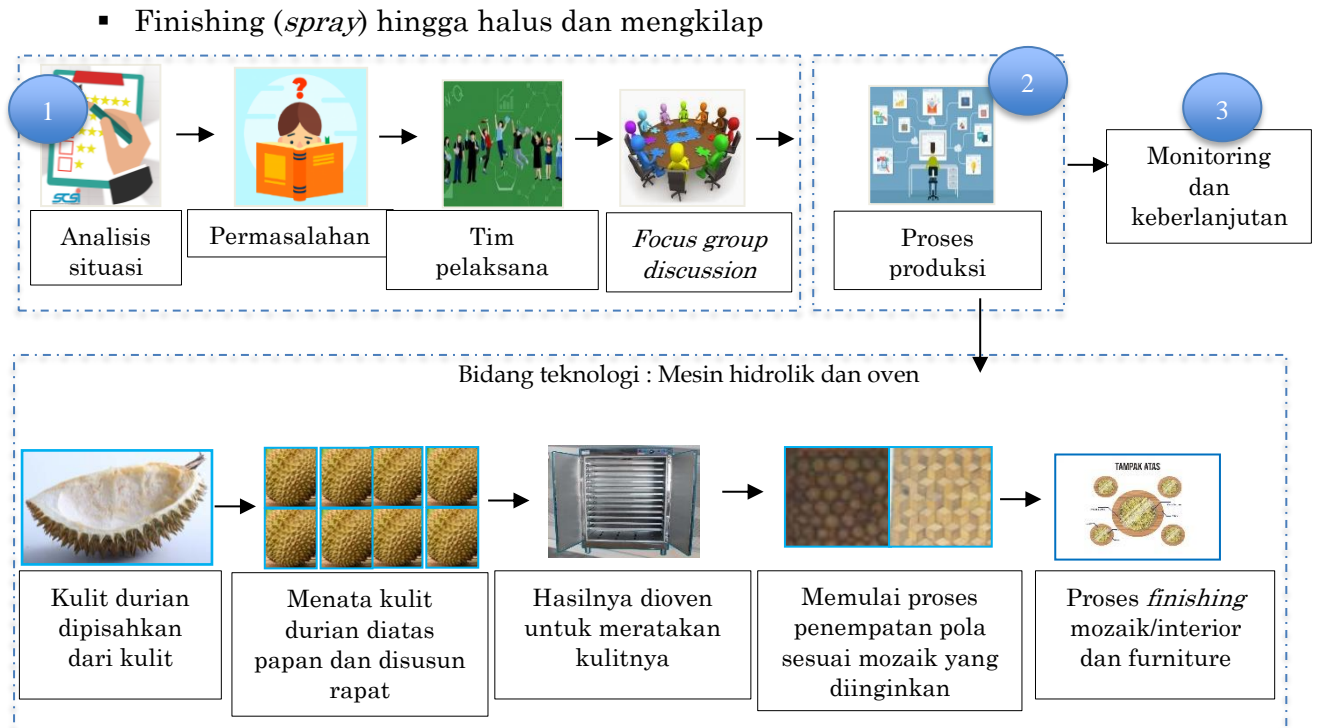 ▪ Finishing (spray) hingga halus dan mengkilap
1
2
3
SCS
Analisis
situasi
Permasalahan
Tim
pelaksana
Focus group
discussion
Proses
produksi
Monitoring
dan
keberlanjutan
Bidang teknologi : Mesin hidrolik dan oven
TAMPAK ATAS
Kulit durian
dipisahkan
dari kulit
Menata kulit
durian diatas
papan dan disusun
rapat
Hasilnya dioven
untuk meratakan
kulitnya
Memulai proses
penempatan pola
sesuai mozaik yang
diinginkan
Proses finishing
mozaik/interior
dan furniture